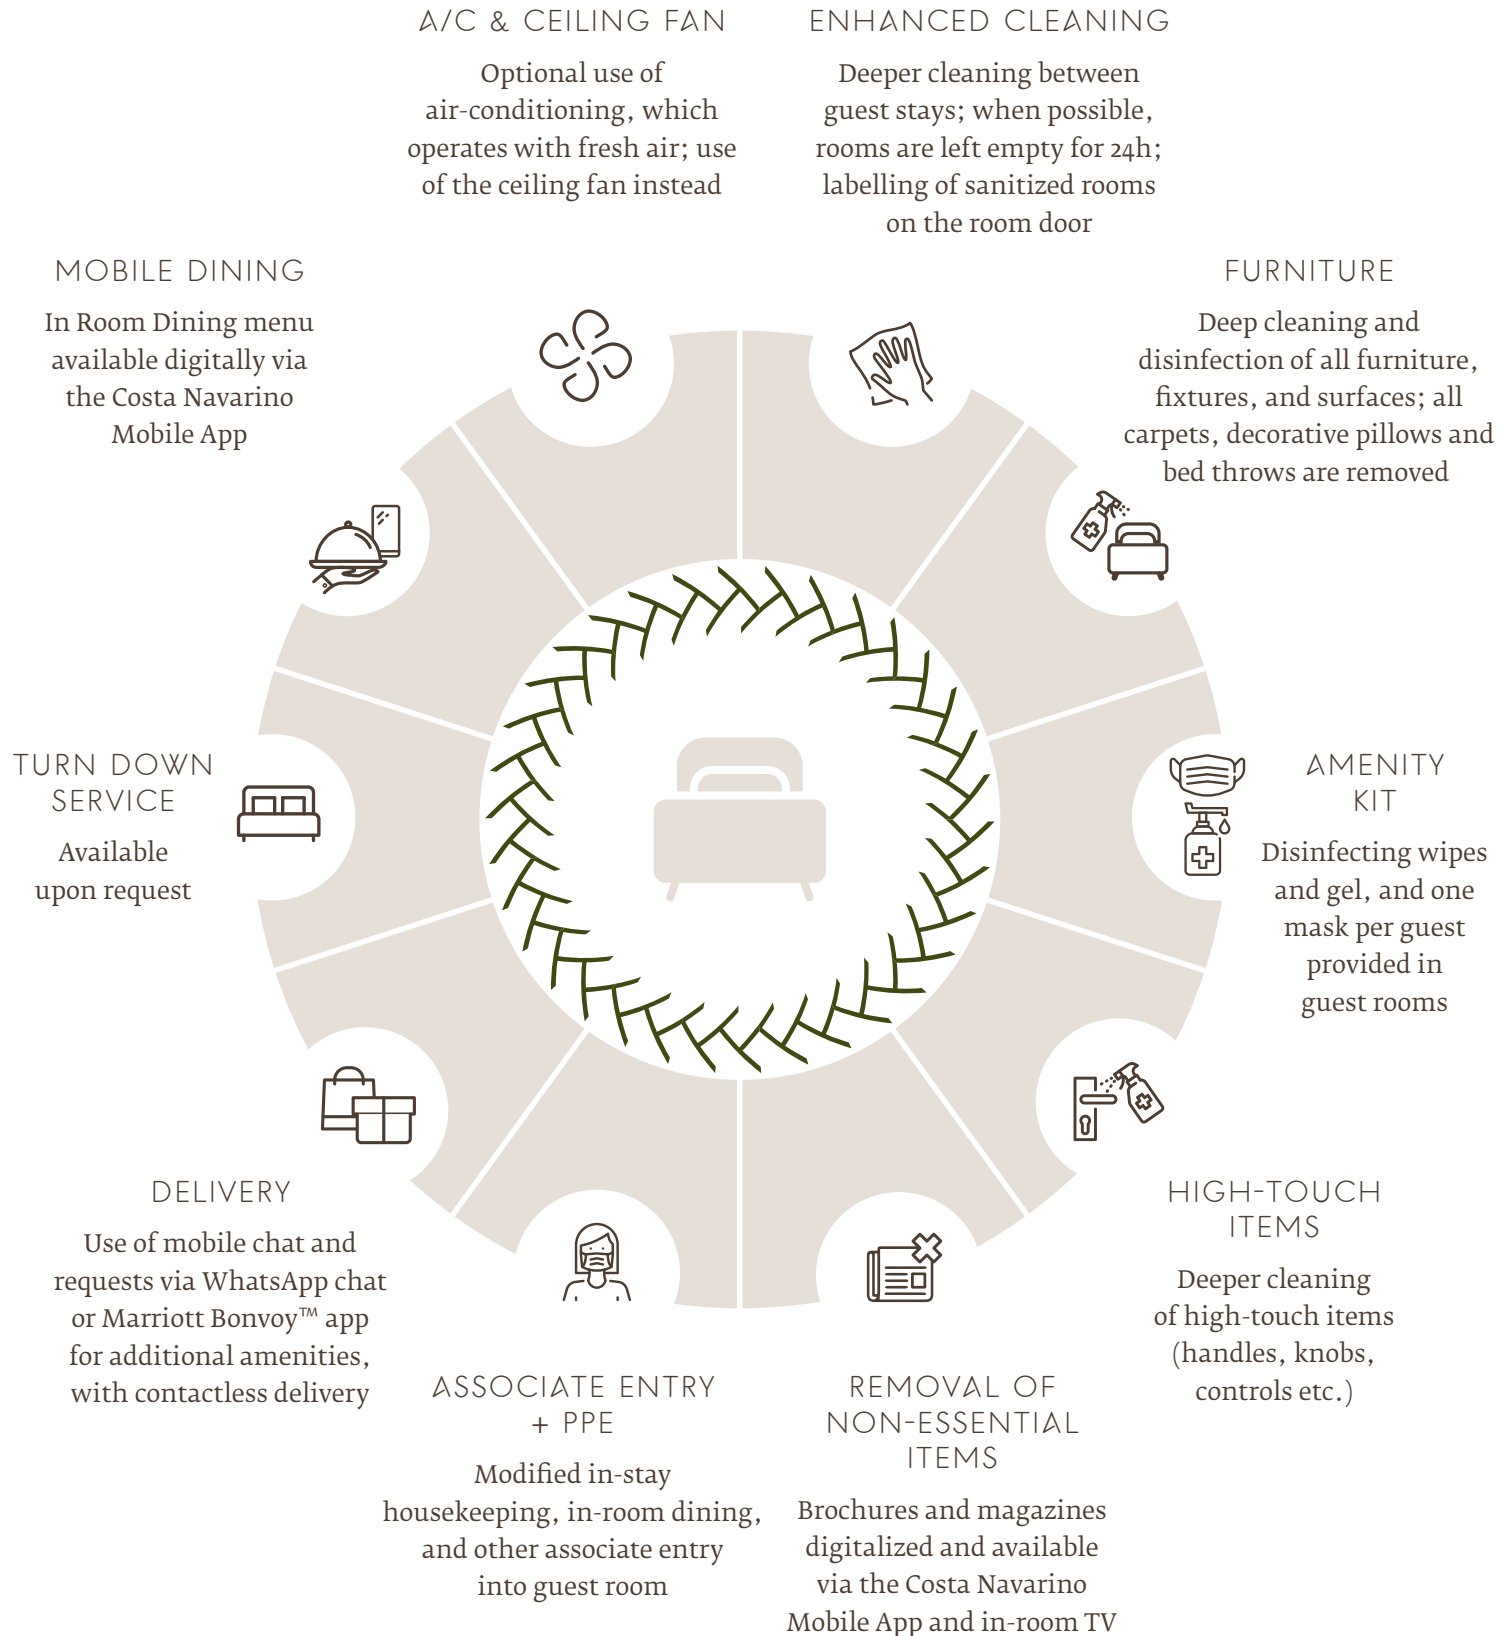 A/C & CEILING FAN
Optional use of
air-conditioning, which
operates with fresh air; use
of the ceiling fan instead
ENHANCED CLEANING
Deeper cleaning between
guest stays; when possible,
rooms are left empty for 24h;
labelling of sanitized rooms
on the room door
MOBILE DINING
In Room Dining menu
available digitally via
the Costa Navarino
Mobile App
FURNITURE
Deep cleaning and
disinfection of all furniture,
fixtures, and surfaces; all
carpets, decorative pillows and
bed throws are removed
TURN DOWN
SERVICE
Available
upon request
AMENITY
KIT
Disinfecting wipes
and gel, and one
mask per guest
provided in
guest rooms
DELIVERY
Use of mobile chat and
requests via WhatsApp chat
or Marriott Bonvoy™ app
for additional amenities,
with contactless delivery
HIGH-TOUCH
ITEMS
Deeper cleaning
of high-touch items
(handles, knobs,
controls etc.)
ASSOCIATE ENTRY
+ PPE
Modified in-stay
housekeeping, in-room dining,
and other associate entry
into guest room
REMOVAL OF
NON-ESSENTIAL
ITEMS
Brochures and magazines
digitalized and available
via the Costa Navarino
Mobile App and in-room TV